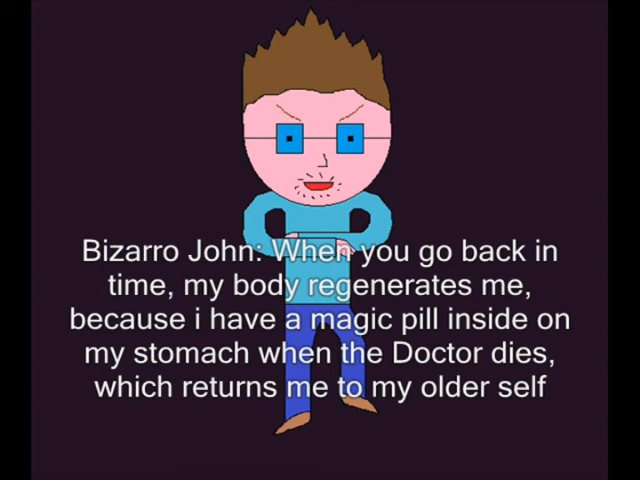 Bizarro John: When you go back in
time, my body regenerates me,
because i have a magic pill inside on
my stomach when the Doctor dies,
which returns me to my older self